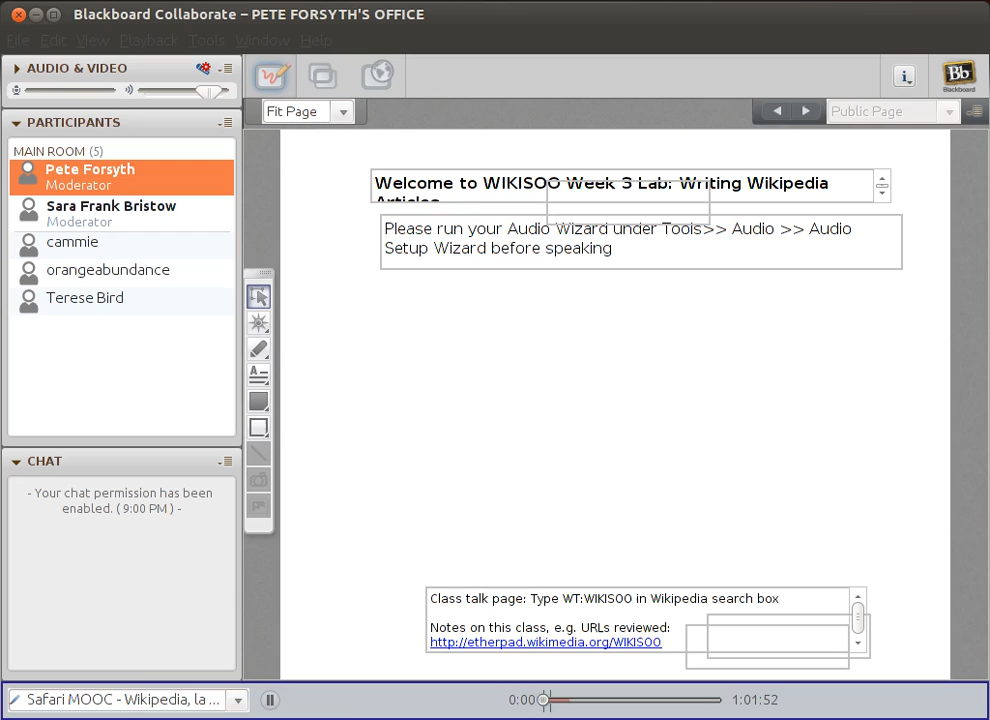 Blackboard Collaborate – PETE FORSYTH'S OFFICE
File Edit View Playback Tools Window Help
AUDIO & VIDEO
PARTICIPANTS
MAIN ROOM (5)
Pete Forsyth
Moderator
Sara Frank Bristow
Moderator
cammie
orangeabundance
Terese Bird
CHAT
- Your chat permission has been
enabled. ( 9:00 PM ) -
Fit Page
Public Page
i
Bb
Blackboard
Welcome to WIKISOO Week 3 Lab: Writing Wikipedia
Articles
Please run your Audio Wizard under Tools>> Audio >> Audio
Setup Wizard before speaking
A
Class talk page: Type WT:WIKISOO in Wikipedia search box
Notes on this class, e.g. URLs reviewed:
http://etherpad.wikimedia.org/WIKISOO
Safari MOOC - Wikipedia, la ...
0:00
1:01:52